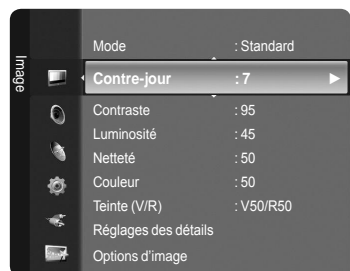 Image
Mode : Standard
Contre-jour : 7
Contraste : 95
Luminosité : 45
Netteté : 50
Couleur : 50
Teinte (V/R) : V50/R50
Réglages des détails
Options d'image